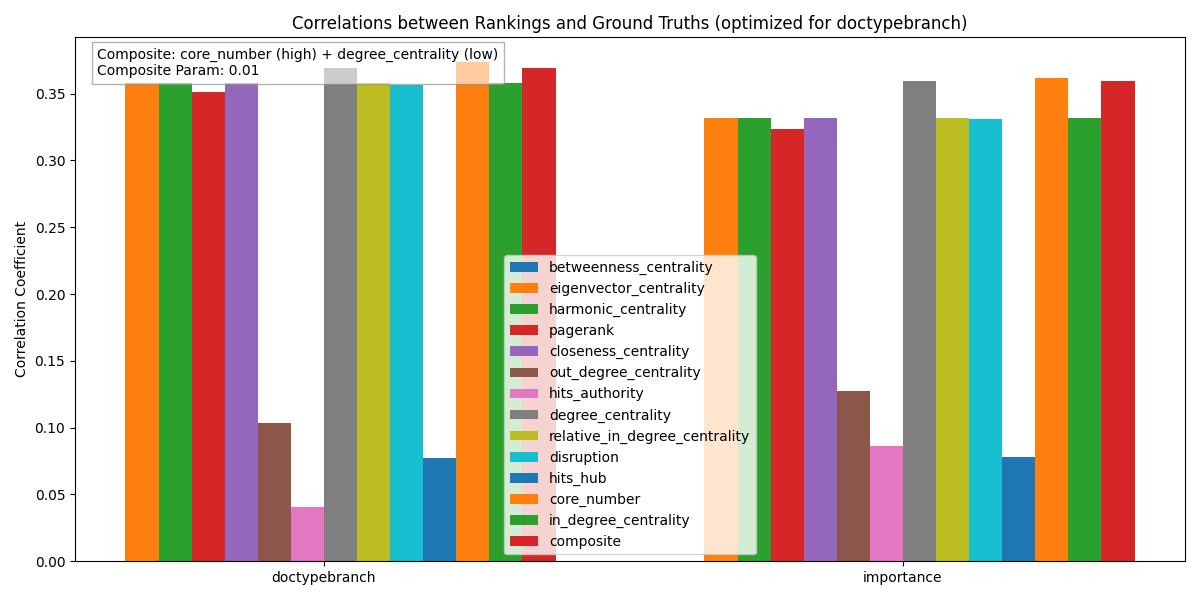 Correlations between Rankings and Ground Truths (optimized for doctypebranch)
Composite: core_number (high) + degree_centrality (low)
Composite Param: 0.01
Correlation Coefficient
0.35
0.30
0.25
0.20
0.15
0.10
0.05
0.00
betweenness_centrality
eigenvector_centrality
harmonic_centrality
pagerank
closeness_centrality
out_degree_centrality
hits_authority
degree_centrality
relative_in_degree_centrality
disruption
hits_hub
core_number
in_degree_centrality
composite
doctypebranch
importance